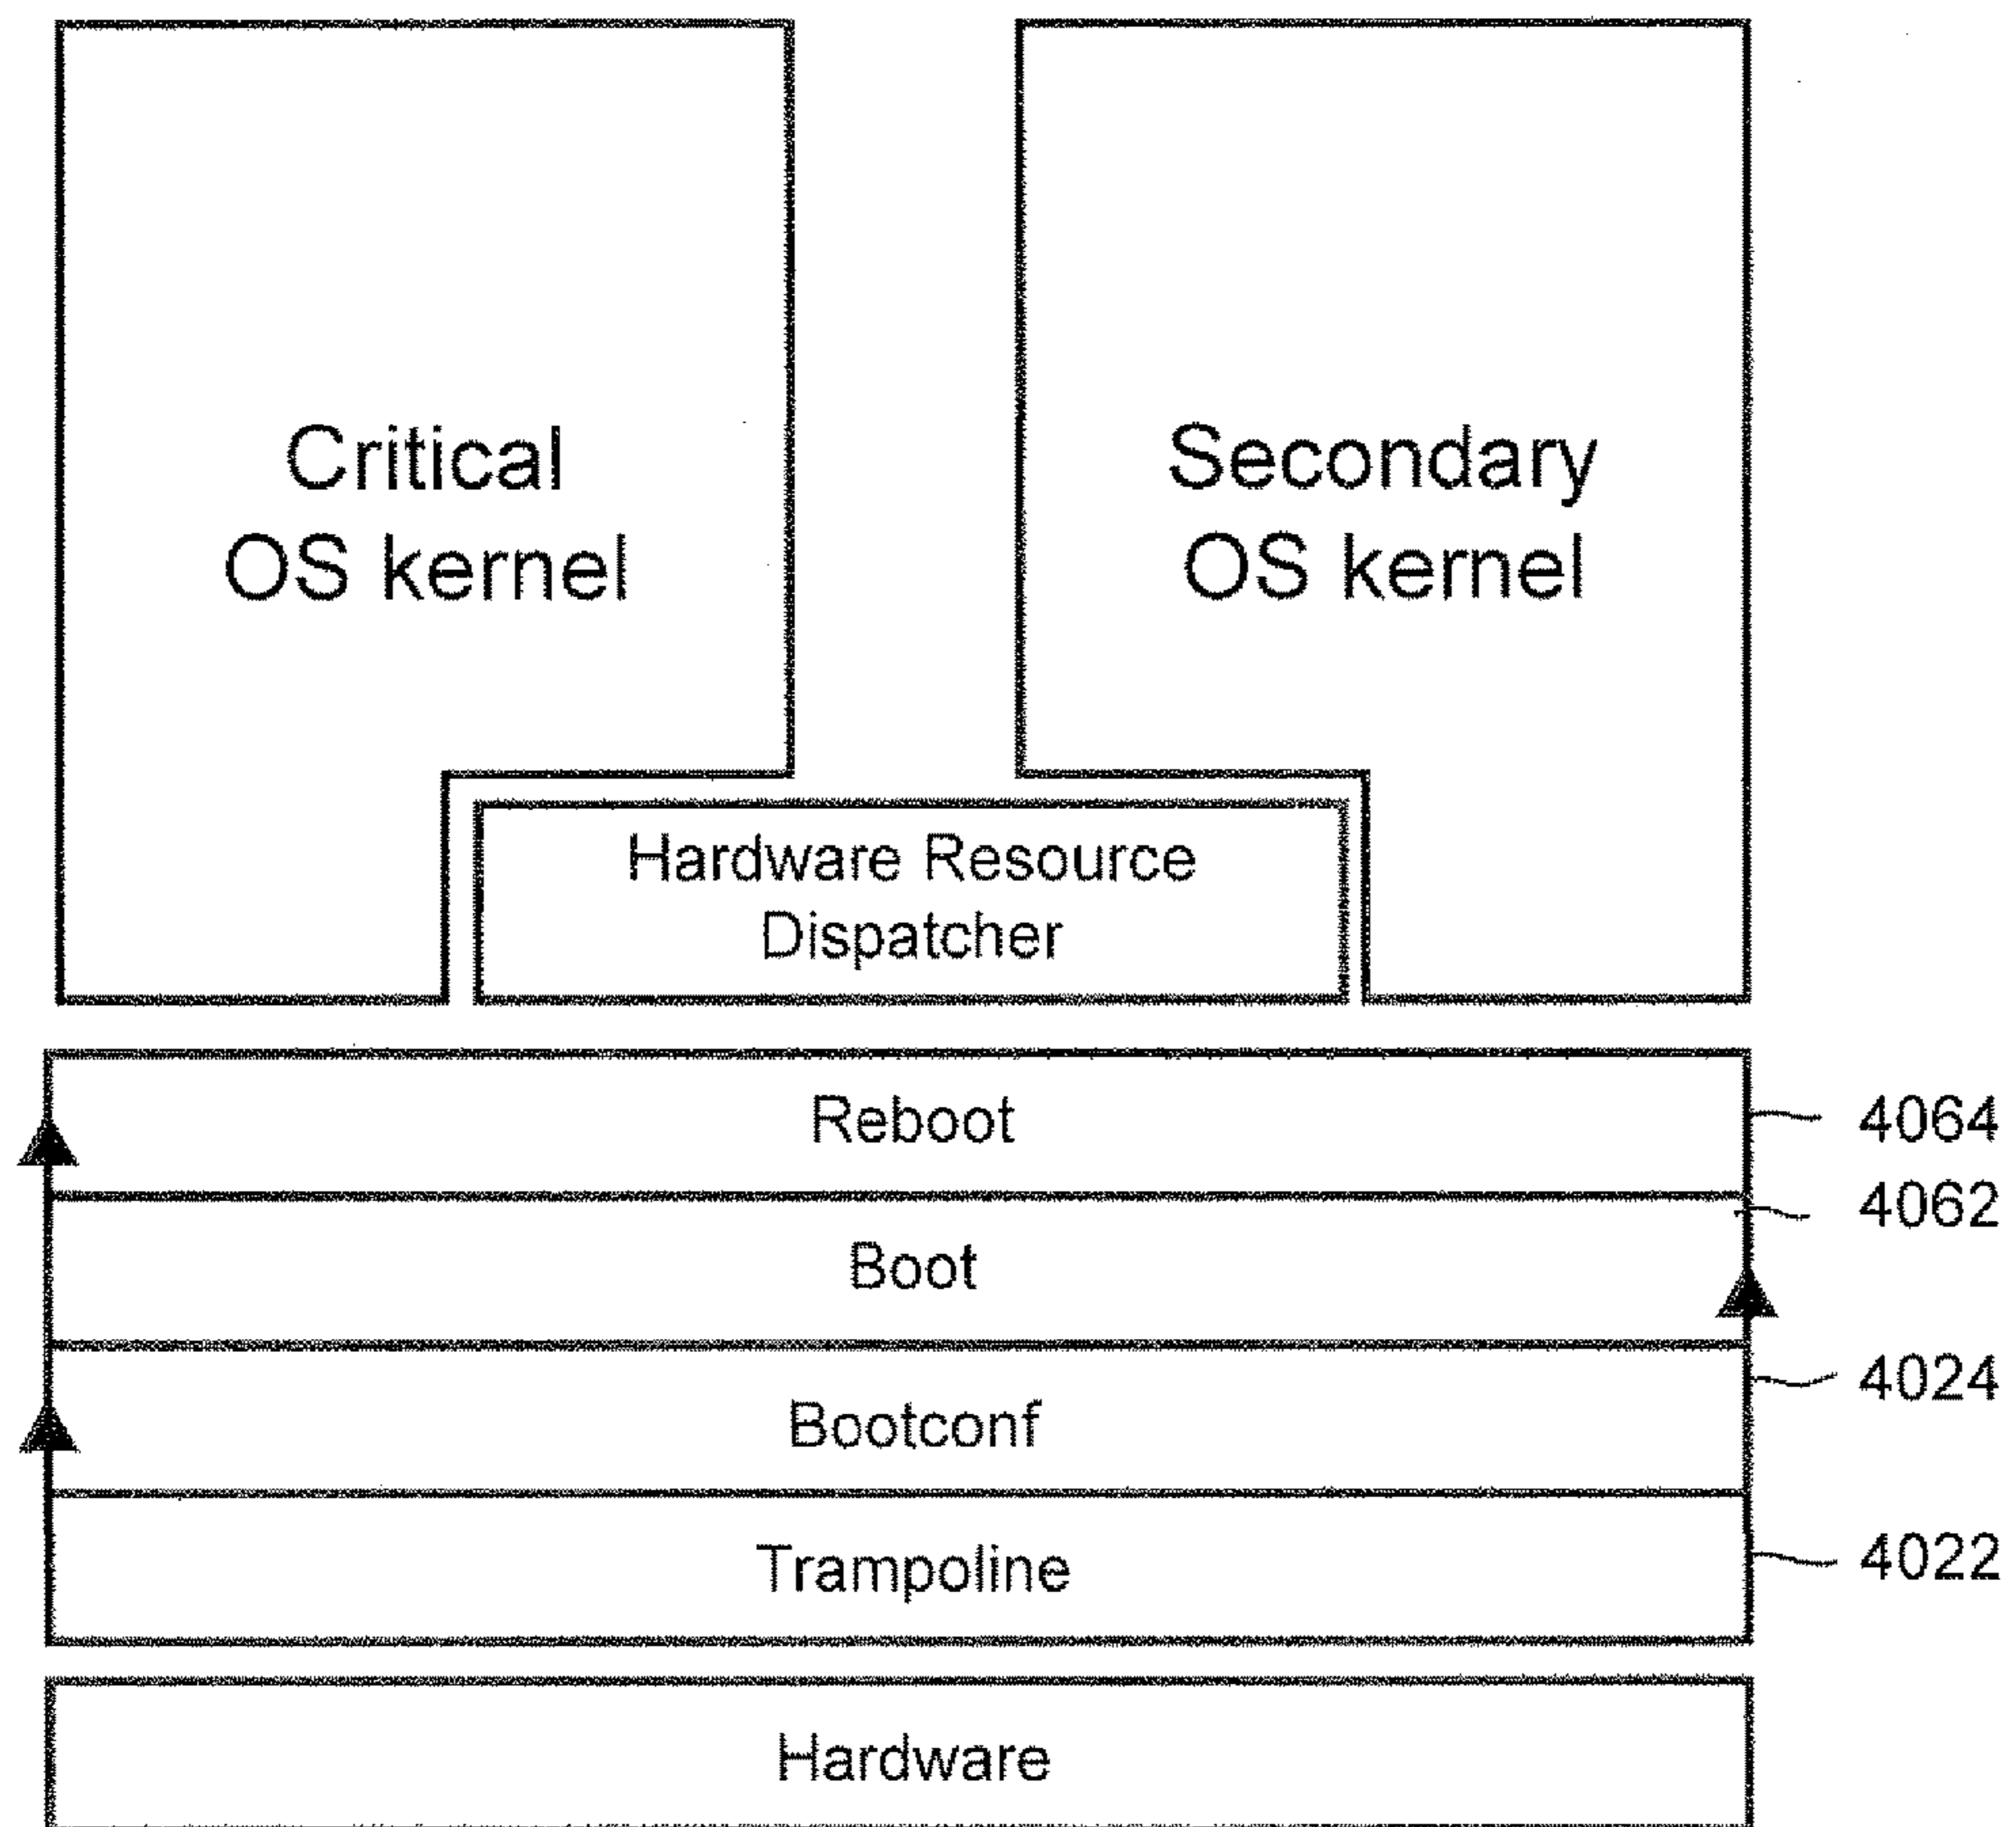 Critical
OS kernel
Secondary
OS kernel
Hardware Resource
Dispatcher
Reboot
4064
4062
Boot
4024
Bootconf
Trampoline
4022
Hardware